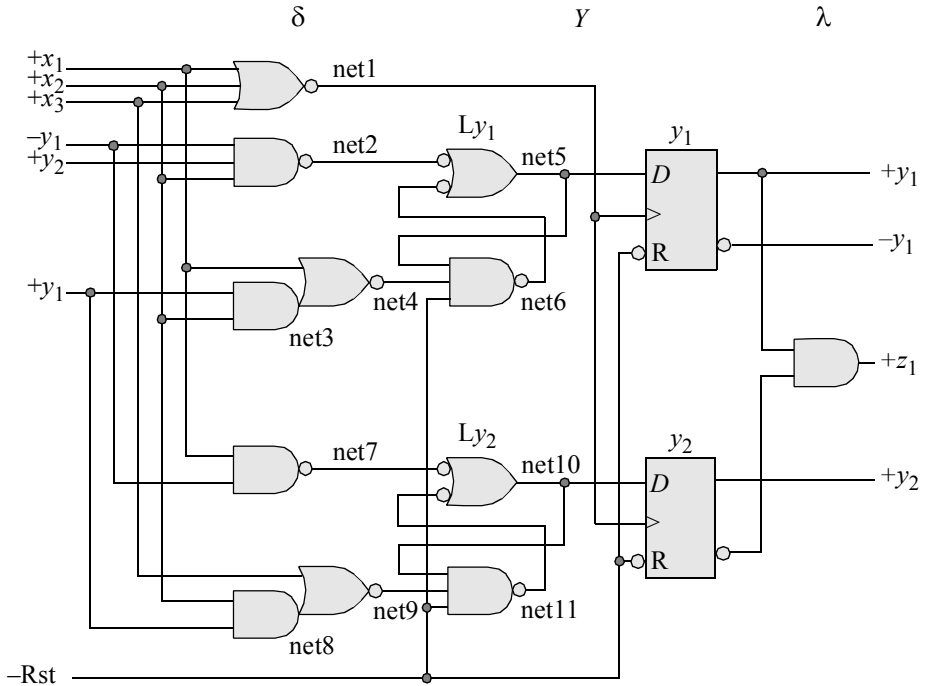 δ Y λ
+x1
+x2
+x3
net1
–y1
+y2
net2
Ly1
net5
y1
D
R
+y1
–y1
+y1
net3
net4
net6
+z1
net7
Ly2
net10
y2
D
R
+y2
net8
net9
net11
–Rst